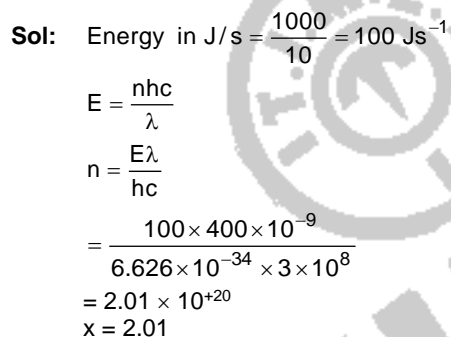 Sol: Energy in J/s = 1000/10 = 100 Js⁻¹
E = nhc/λ
n = Eλ/hc
= 100 × 400 × 10⁻⁹ / 6.626 × 10⁻³⁴ × 3 × 10⁸
= 2.01 × 10⁺²⁰
x = 2.01